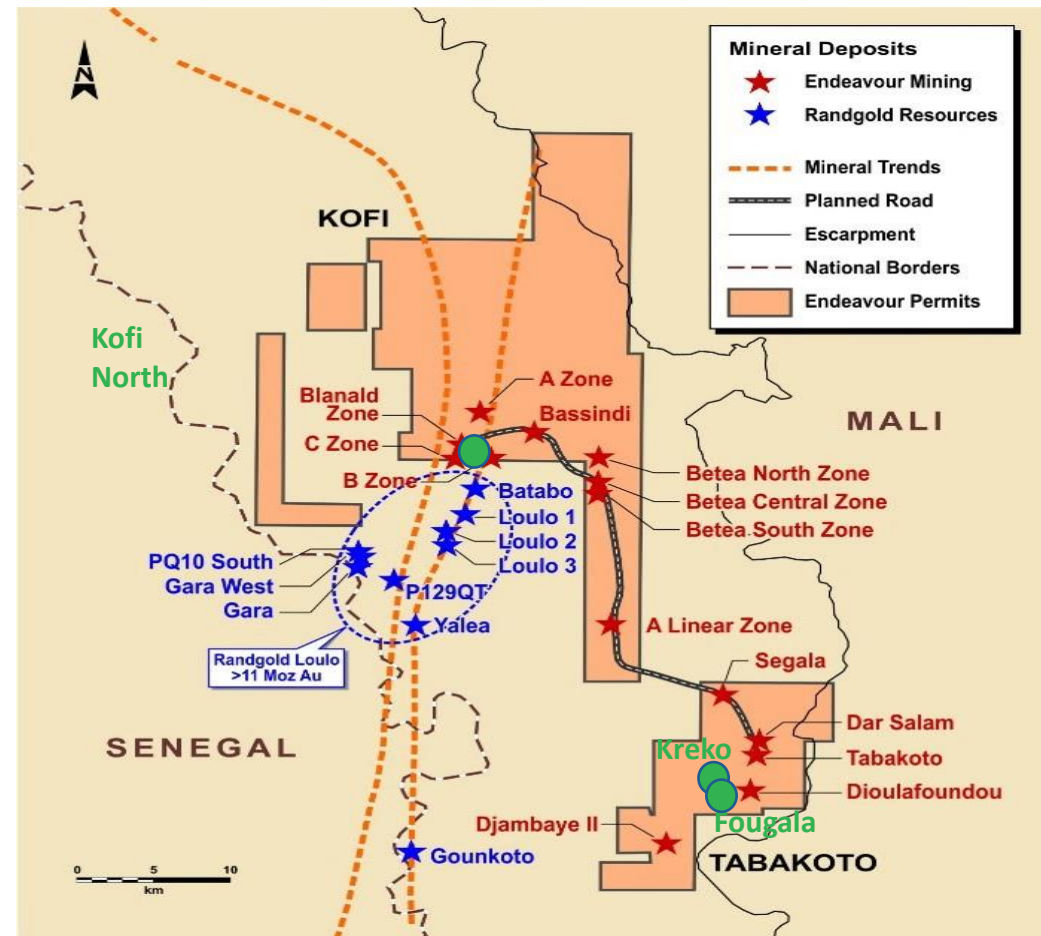 Mineral Deposits
Endeavour Mining
Randgold Resources
Mineral Trends
Planned Road
Escarpment
National Borders
Endeavour Permits
N
KOFI
Kofi
North
A Zone
Blanald
Zone
Bassindi
C Zone
MALI
B Zone
Betea North Zone
Betea Central Zone
Betea South Zone
Batabo
Loulo 1
Loulo 2
Loulo 3
PQ10 South
Gara West
Gara
P129QT
Yalea
A Linear Zone
Randgold Loulo
>11 Moz Au
Segala
SENEGAL
Dar Salam
Kreko
Tabakoto
Dioulafoundou
Fougala
Djambaye II
Gounkoto
TABAKOTO
0 5 10
km